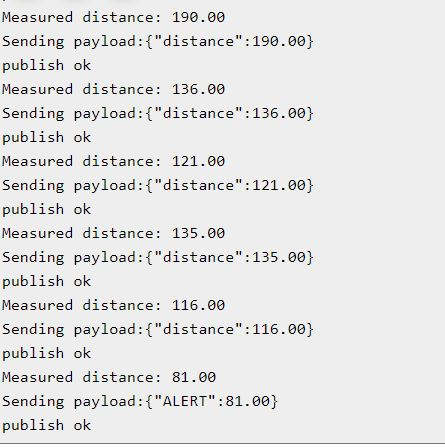 Measured distance: 190.00
Sending payload:{"distance":190.00}
publish ok
Measured distance: 136.00
Sending payload:{"distance":136.00}
publish ok
Measured distance: 121.00
Sending payload:{"distance":121.00}
publish ok
Measured distance: 135.00
Sending payload:{"distance":135.00}
publish ok
Measured distance: 116.00
Sending payload:{"distance":116.00}
publish ok
Measured distance: 81.00
Sending payload:{"ALERT":81.00}
publish ok